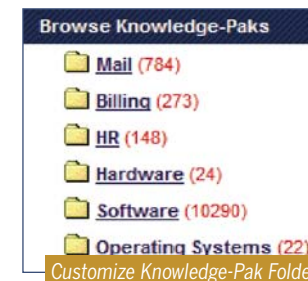 Browse Knowledge-Paks
Mail (784)
Billing (273)
HR (148)
Hardware (24)
Software (10290)
Operating Systems (22)
Customize Knowledge-Pak